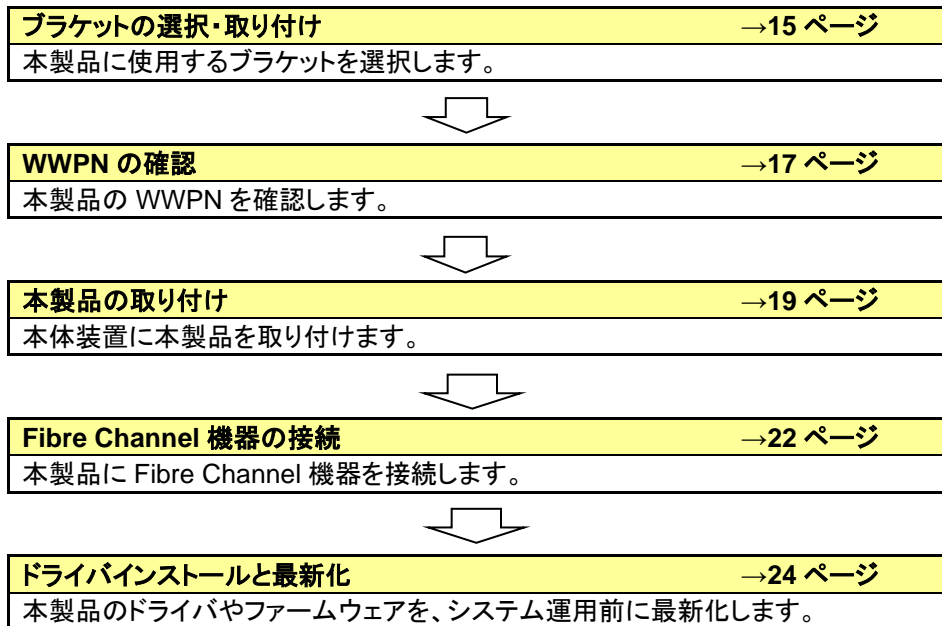 ブラケットの選択・取り付け →15 ページ
本製品に使用するブラケットを選択します。
WWPN の確認 →17 ページ
本製品の WWPN を確認します。
本製品の取り付け →19 ページ
本体装置に本製品を取り付けます。
Fibre Channel 機器の接続 →22 ページ
本製品に Fibre Channel 機器を接続します。
ドライバインストールと最新化 →24 ページ
本製品のドライバやファームウェアを、システム運用前に最新化します。